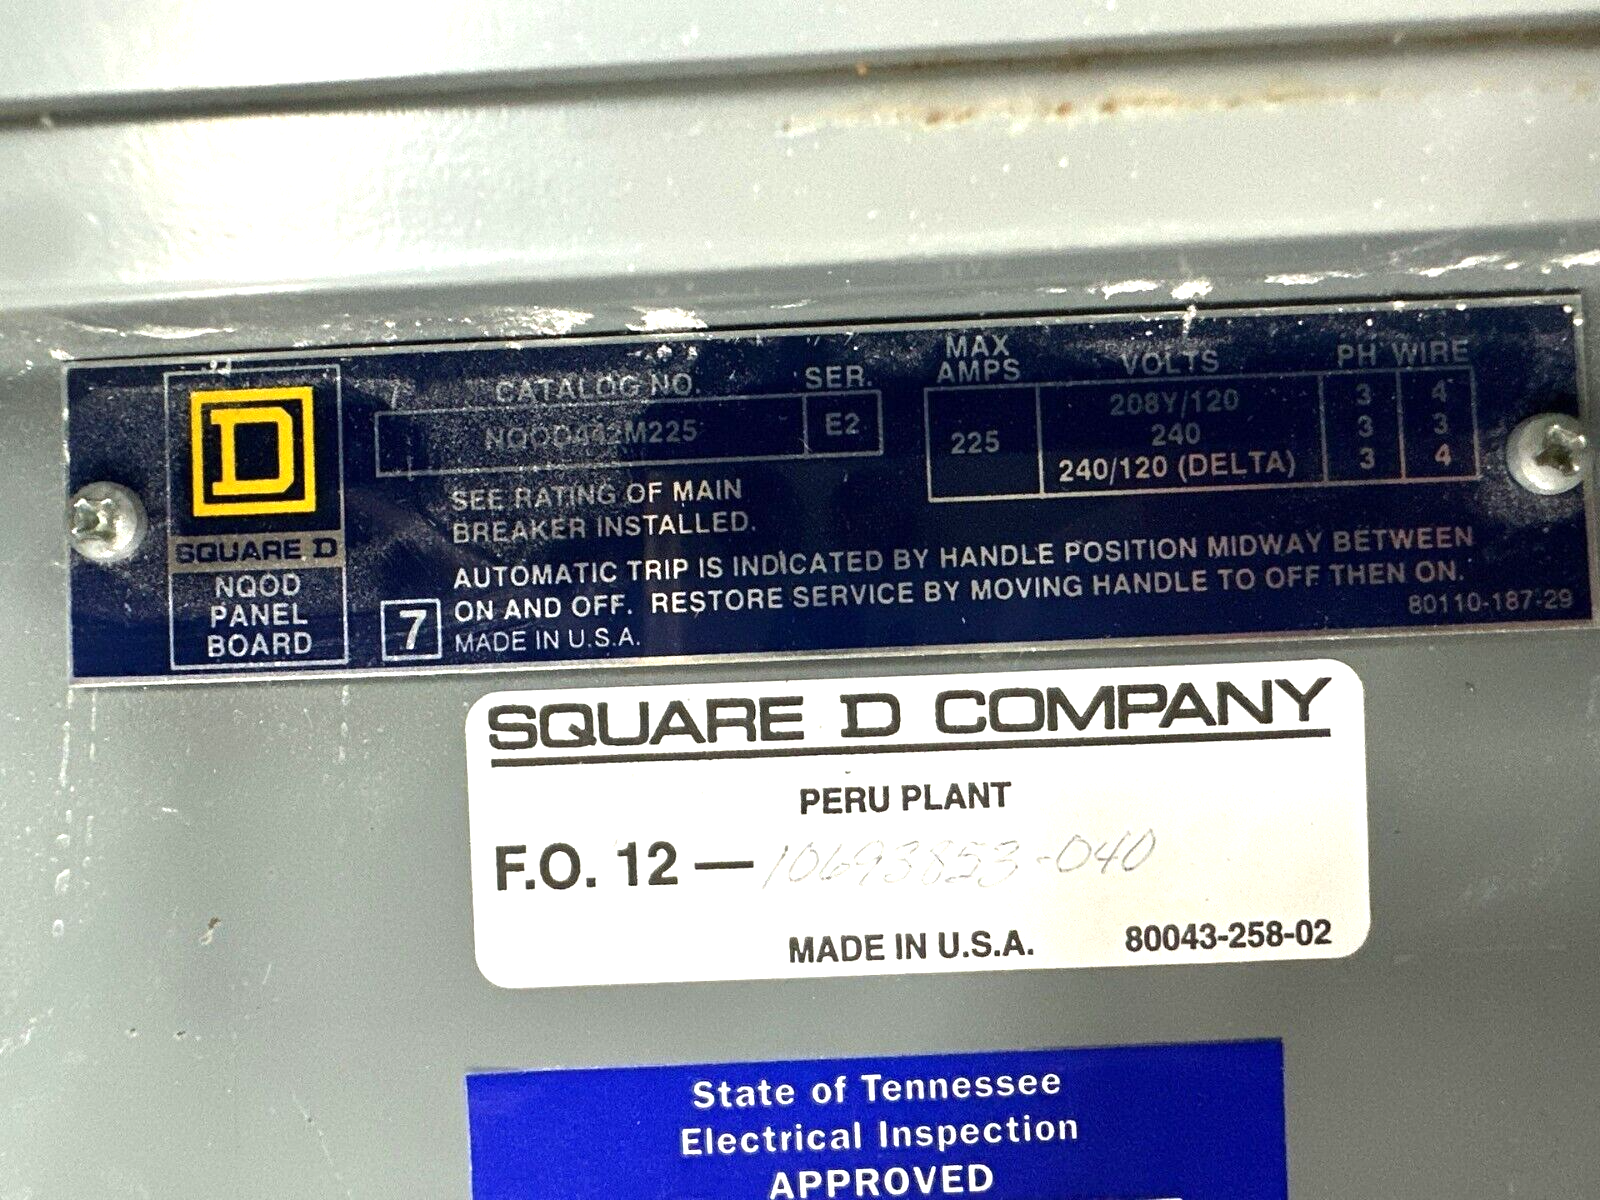 D
SQUARE D
NQOD
PANEL
BOARD
CATALOG NO. SER.
NQOD442M225 E2
SEE RATING OF MAIN
BREAKER INSTALLED.
MAX
AMPS VOLTS PH WIRE
225
208Y/120 3 4
240 3 3
240/120 (DELTA) 3 4
7
AUTOMATIC TRIP IS INDICATED BY HANDLE POSITION MIDWAY BETWEEN
ON AND OFF. RESTORE SERVICE BY MOVING HANDLE TO OFF THEN ON.
MADE IN U.S.A. 80110-187-29
SQUARE D COMPANY
PERU PLANT
F.O. 12 — 10693853-040
MADE IN U.S.A. 80043-258-02
State of Tennessee
Electrical Inspection
APPROVED